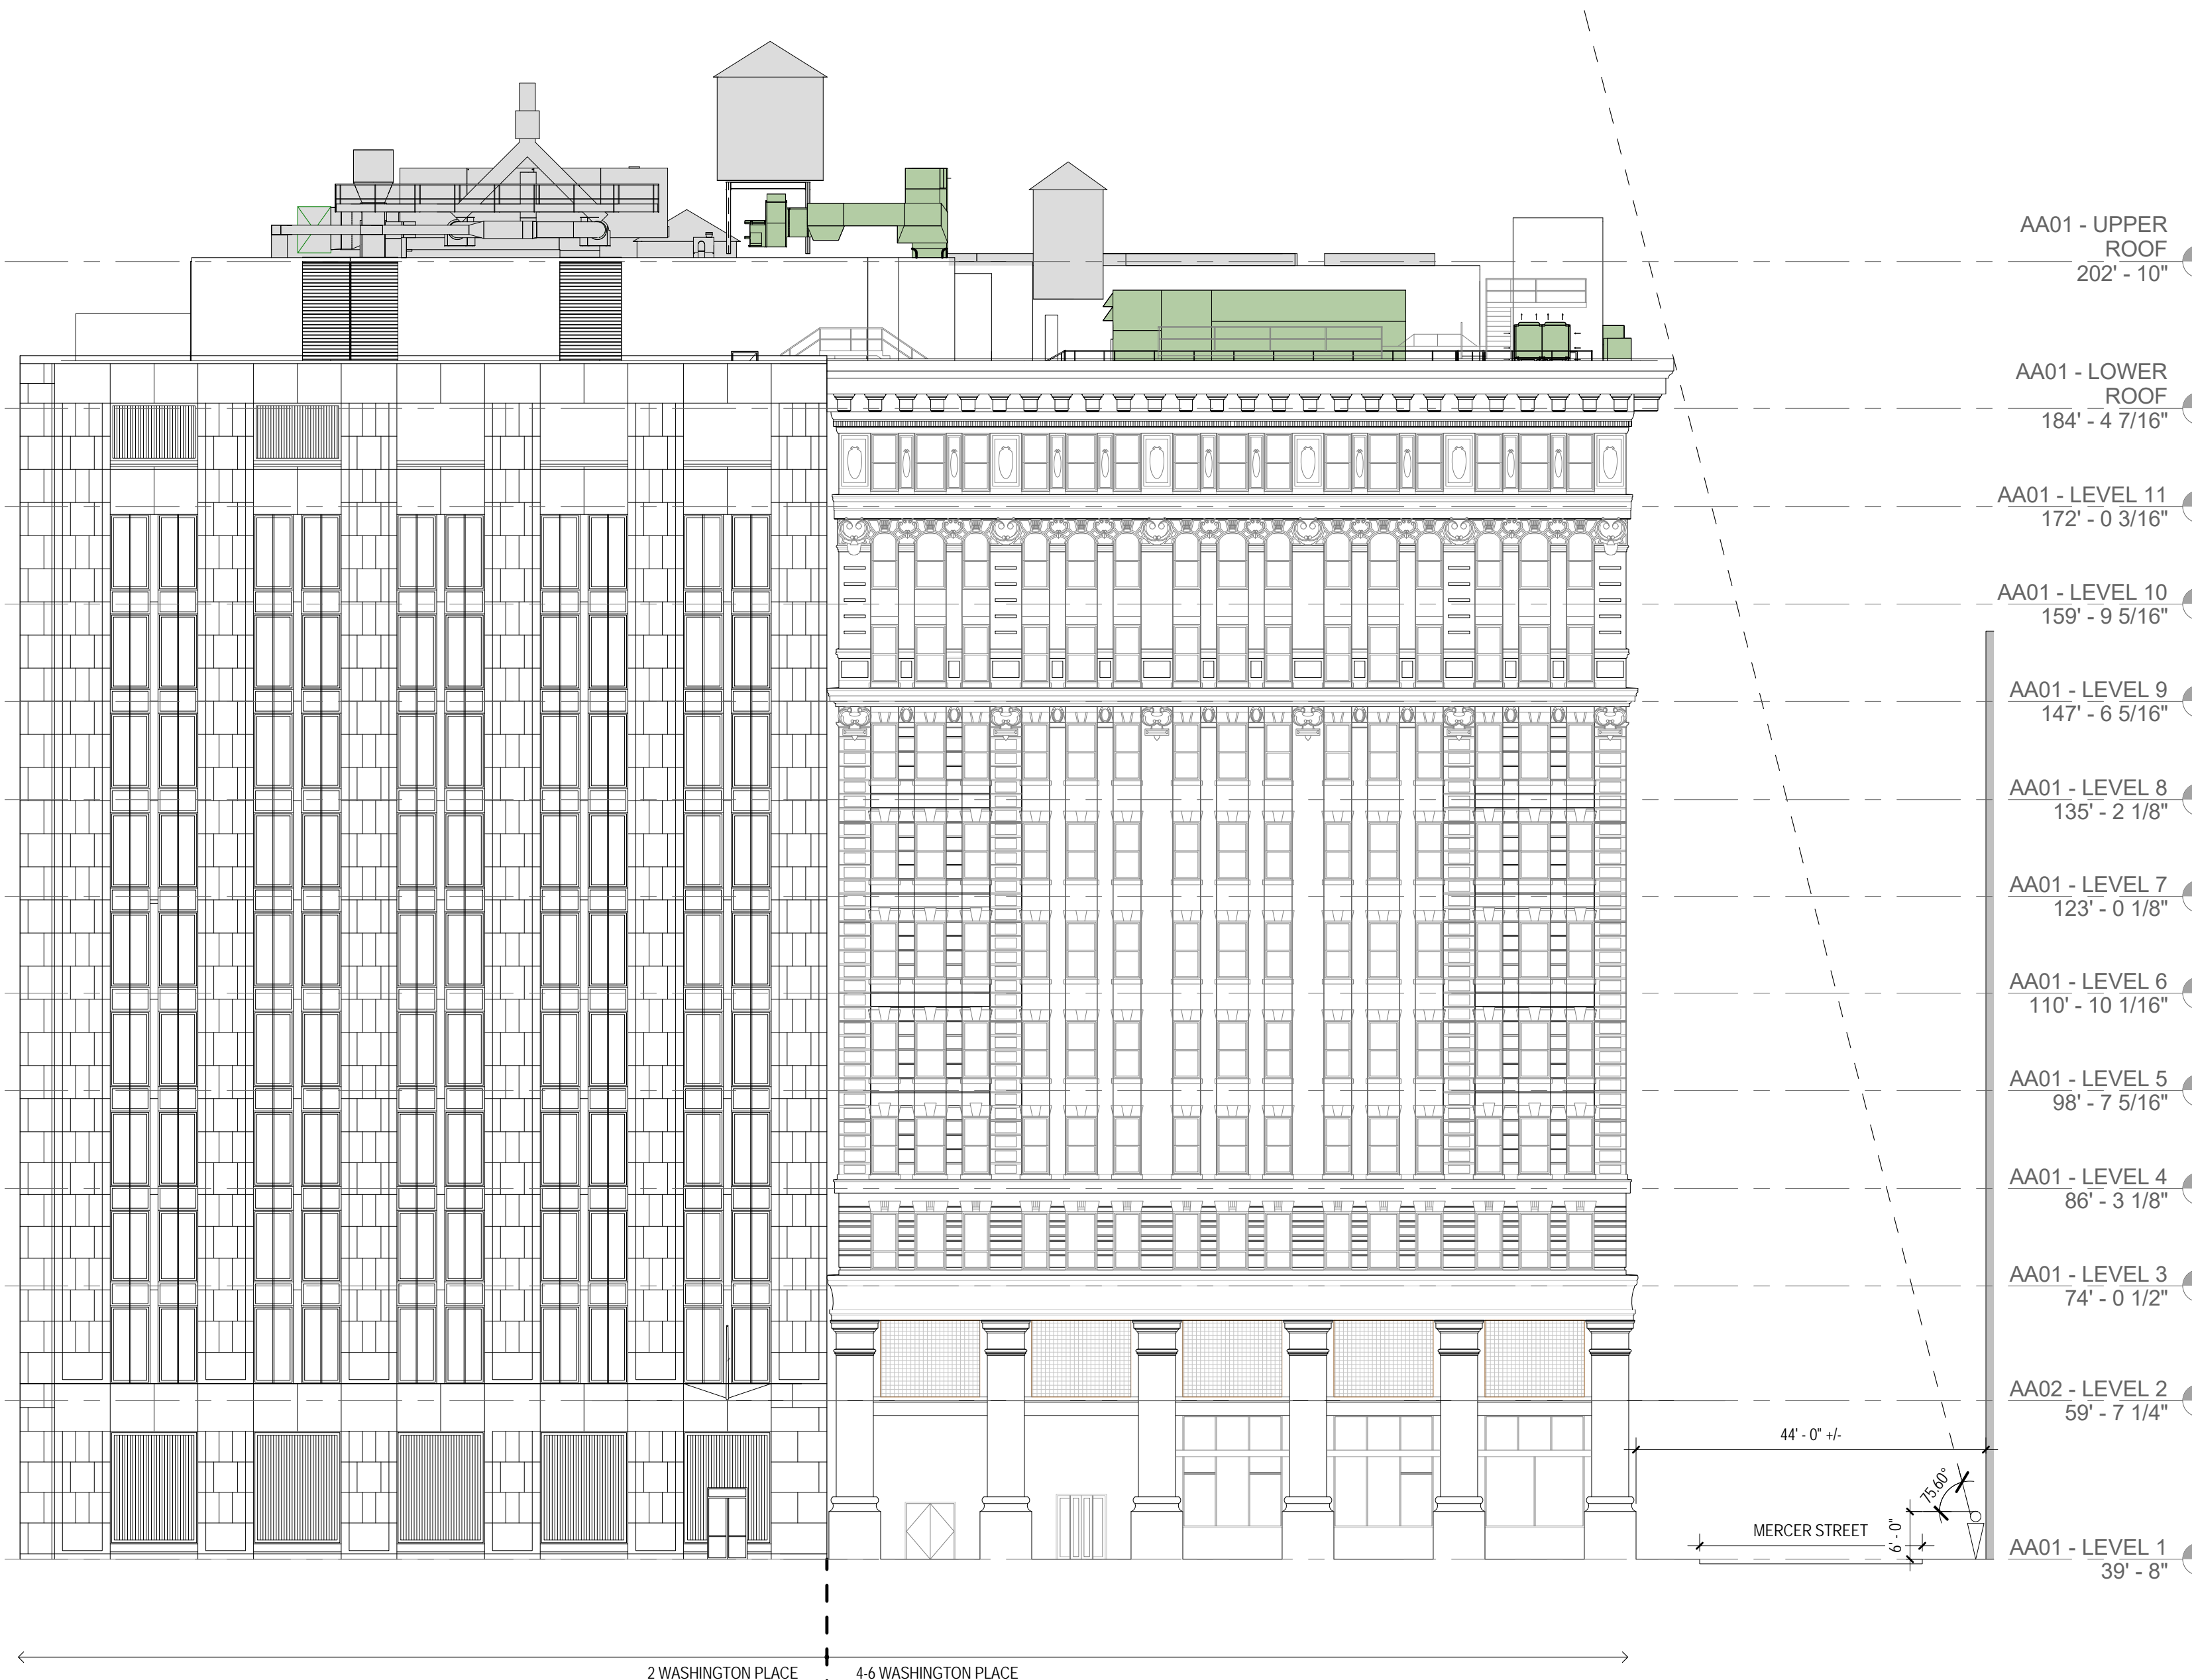 AA01 - UPPER
ROOF
202' - 10"
AA01 - LOWER
ROOF
184' - 4 7/16"
AA01 - LEVEL 11
172' - 0 3/16"
AA01 - LEVEL 10
159' - 9 5/16"
AA01 - LEVEL 9
147' - 6 5/16"
AA01 - LEVEL 8
135' - 2 1/8"
AA01 - LEVEL 7
123' - 0 1/8"
AA01 - LEVEL 6
110' - 10 1/16"
AA01 - LEVEL 5
98' - 7 5/16"
AA01 - LEVEL 4
86' - 3 1/8"
AA01 - LEVEL 3
74' - 0 1/2"
AA02 - LEVEL 2
59' - 7 1/4"
44' - 0" +/-
75.60°
MERCER STREET
6' - 0"
AA01 - LEVEL 1
39' - 8"
2 WASHINGTON PLACE
4-6 WASHINGTON PLACE